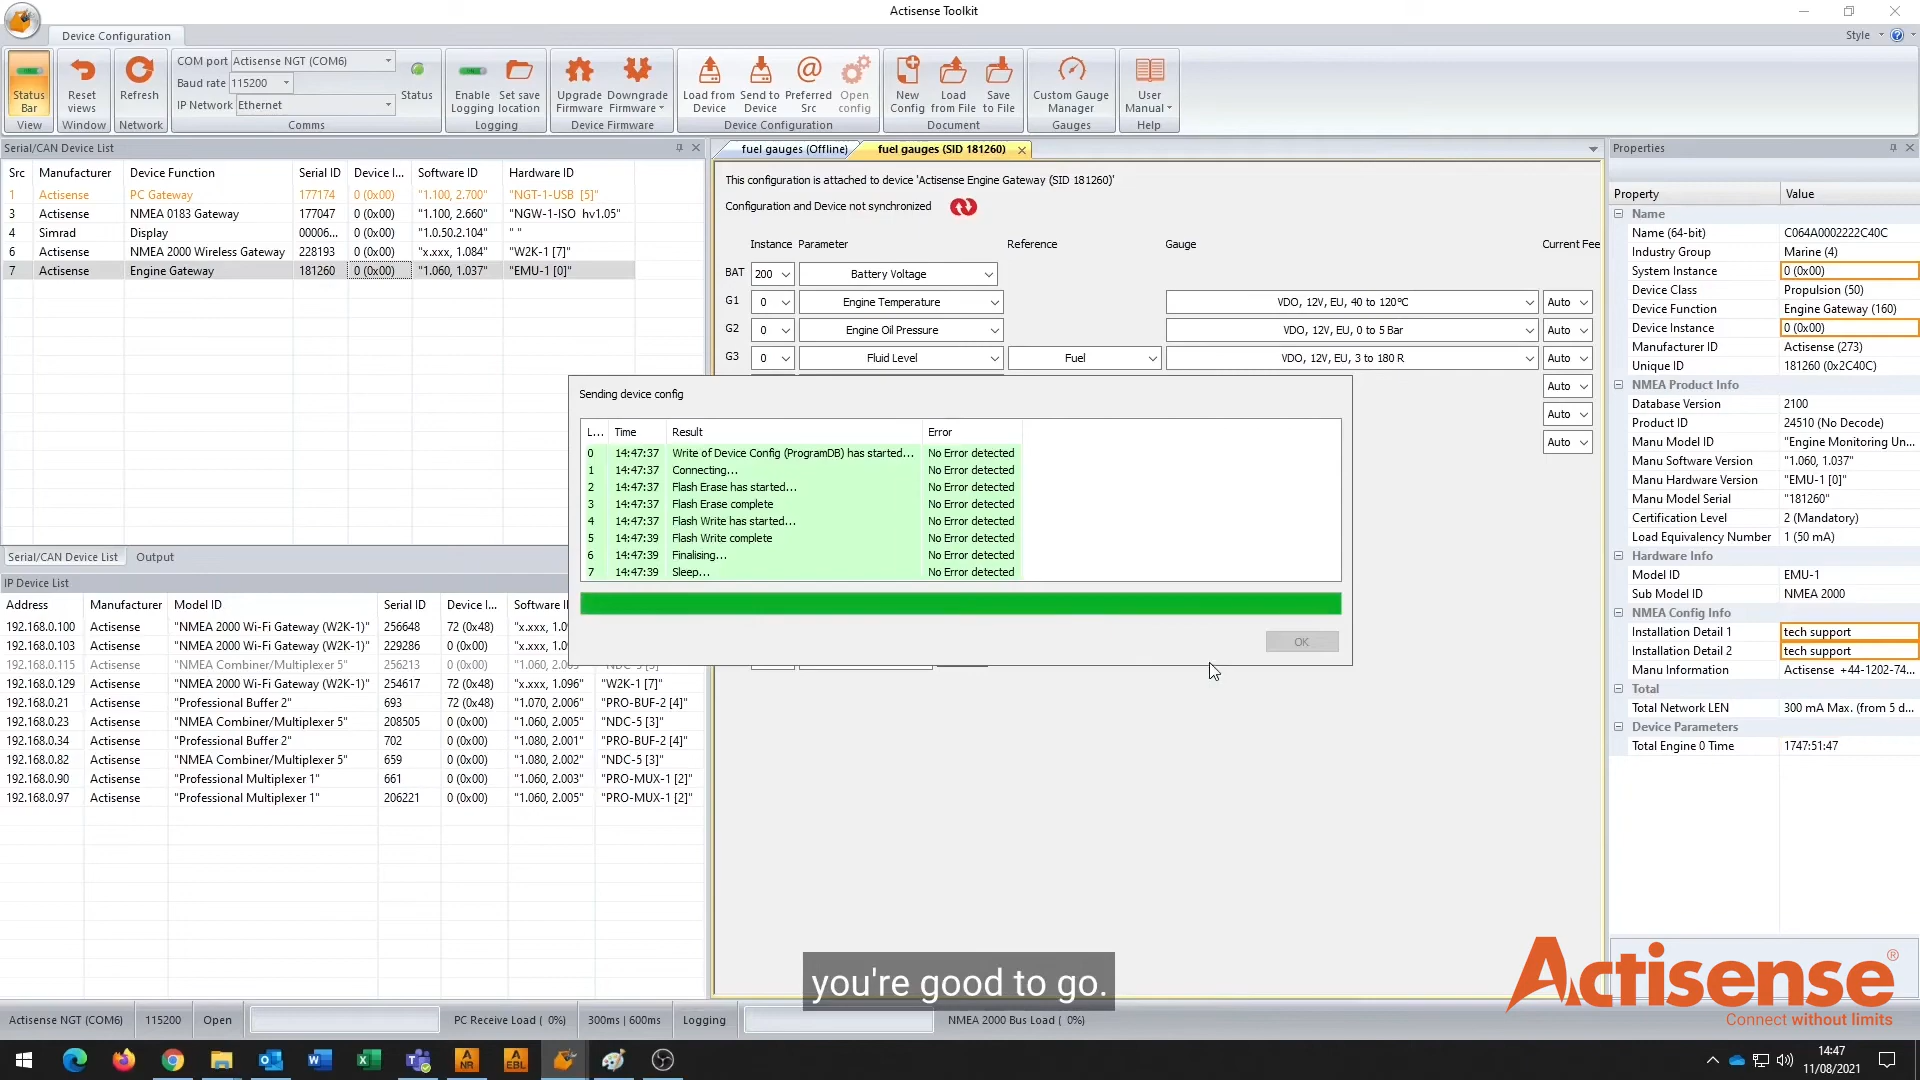 Actisense Toolkit
Device Configuration
Style
Status Bar
View
Reset views
Window
Refresh
Network
COM port Actisense NGT (COM6)
Baud rate 115200
IP Network Ethernet
Status
Comms
Enable Logging
Set save location
Logging
Upgrade Firmware
Downgrade Firmware
Device Firmware
Load from Device
Send to Device
Preferred Src
Open config
Device Configuration
New Config
Load from File
Save to File
Document
Custom Gauge Manager
Gauges
User Manual
Help
Serial/CAN Device List
Src Manufacturer Device Function Serial ID Device I... Software ID Hardware ID
1 Actisense PC Gateway 177174 0 (0x00) "1.100, 2.700" "NGT-1-USB [5]"
3 Actisense NMEA 0183 Gateway 177047 0 (0x00) "1.100, 2.660" "NGW-1-ISO hv1.05"
4 Simrad Display 00006... 0 (0x00) "1.0.50.2.104" " "
6 Actisense NMEA 2000 Wireless Gateway 228193 0 (0x00) "x.xxx, 1.084" "W2K-1 [7]"
7 Actisense Engine Gateway 181260 0 (0x00) "1.060, 1.037" "EMU-1 [0]"
Serial/CAN Device List Output
IP Device List
Address Manufacturer Model ID Serial ID Device I... Software I
192.168.0.100 Actisense "NMEA 2000 Wi-Fi Gateway (W2K-1)" 256648 72 (0x48) "x.xxx, 1.0
192.168.0.103 Actisense "NMEA 2000 Wi-Fi Gateway (W2K-1)" 229286 0 (0x00) "x.xxx, 1.0
192.168.0.115 Actisense "NMEA Combiner/Multiplexer 5" 256213 0 (0x00) "1.060, 2.005" "NDC-5 [3]"
192.168.0.129 Actisense "NMEA 2000 Wi-Fi Gateway (W2K-1)" 254617 72 (0x48) "x.xxx, 1.096" "W2K-1 [7]"
192.168.0.21 Actisense "Professional Buffer 2" 693 72 (0x48) "1.070, 2.006" "PRO-BUF-2 [4]"
192.168.0.23 Actisense "NMEA Combiner/Multiplexer 5" 208505 0 (0x00) "1.060, 2.005" "NDC-5 [3]"
192.168.0.34 Actisense "Professional Buffer 2" 702 0 (0x00) "1.080, 2.001" "PRO-BUF-2 [4]"
192.168.0.82 Actisense "NMEA Combiner/Multiplexer 5" 659 0 (0x00) "1.080, 2.002" "NDC-5 [3]"
192.168.0.90 Actisense "Professional Multiplexer 1" 661 0 (0x00) "1.060, 2.003" "PRO-MUX-1 [2]"
192.168.0.97 Actisense "Professional Multiplexer 1" 206221 0 (0x00) "1.060, 2.005" "PRO-MUX-1 [2]"
fuel gauges (Offline) fuel gauges (SID 181260)
This configuration is attached to device 'Actisense Engine Gateway (SID 181260)'
Configuration and Device not synchronized
Instance Parameter Reference Gauge Current Fee
BAT 200 Battery Voltage
G1 0 Engine Temperature VDO, 12V, EU, 40 to 120°C Auto
G2 0 Engine Oil Pressure VDO, 12V, EU, 0 to 5 Bar Auto
G3 0 Fluid Level Fuel VDO, 12V, EU, 3 to 180 R Auto
Auto
Auto
Auto
Sending device config
L... Time Result Error
0 14:47:37 Write of Device Config (ProgramDB) has started... No Error detected
1 14:47:37 Connecting... No Error detected
2 14:47:37 Flash Erase has started... No Error detected
3 14:47:37 Flash Erase complete No Error detected
4 14:47:37 Flash Write has started... No Error detected
5 14:47:39 Flash Write complete No Error detected
6 14:47:39 Finalising... No Error detected
7 14:47:39 Sleep... No Error detected
OK
Properties
Property Value
Name
Name (64-bit) C064A0002222C40C
Industry Group Marine (4)
System Instance 0 (0x00)
Device Class Propulsion (50)
Device Function Engine Gateway (160)
Device Instance 0 (0x00)
Manufacturer ID Actisense (273)
Unique ID 181260 (0x2C40C)
NMEA Product Info
Database Version 2100
Product ID 24510 (No Decode)
Manu Model ID "Engine Monitoring Un...
Manu Software Version "1.060, 1.037"
Manu Hardware Version "EMU-1 [0]"
Manu Model Serial "181260"
Certification Level 2 (Mandatory)
Load Equivalency Number 1 (50 mA)
Hardware Info
Model ID EMU-1
Sub Model ID NMEA 2000
NMEA Config Info
Installation Detail 1 tech support
Installation Detail 2 tech support
Manu Information Actisense +44-1202-74...
Total
Total Network LEN 300 mA Max. (from 5 d...
Device Parameters
Total Engine 0 Time 1747:51:47
you're good to go.
Actisense®
Connect without limits
Actisense NGT (COM6) 115200 Open PC Receive Load ( 0%) 300ms | 600ms Logging NMEA 2000 Bus Load ( 0%)
A NR
A EBL
14:47
11/08/2021